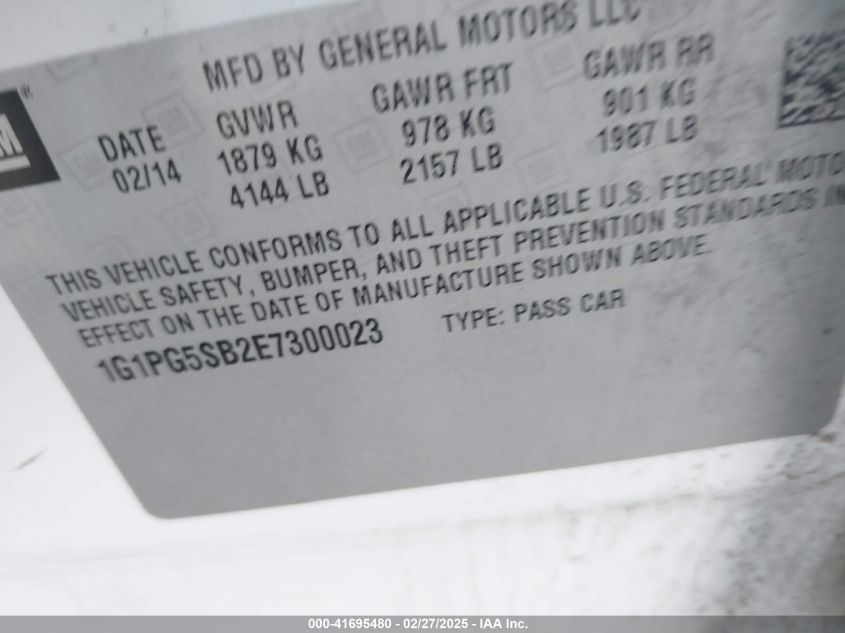 MFD BY GENERAL MOTORS LLC
GM
DATE GVWR GAWR FRT GAWR RR
02/14 1879 KG 978 KG 901 KG
4144 LB 2157 LB 1987 LB
THIS VEHICLE CONFORMS TO ALL APPLICABLE U.S. FEDERAL MOTO
VEHICLE SAFETY, BUMPER, AND THEFT PREVENTION STANDARDS IN
EFFECT ON THE DATE OF MANUFACTURE SHOWN ABOVE.
1G1PG5SB2E7300023 TYPE: PASS CAR
000-41695480 - 02/27/2025 - IAA Inc.